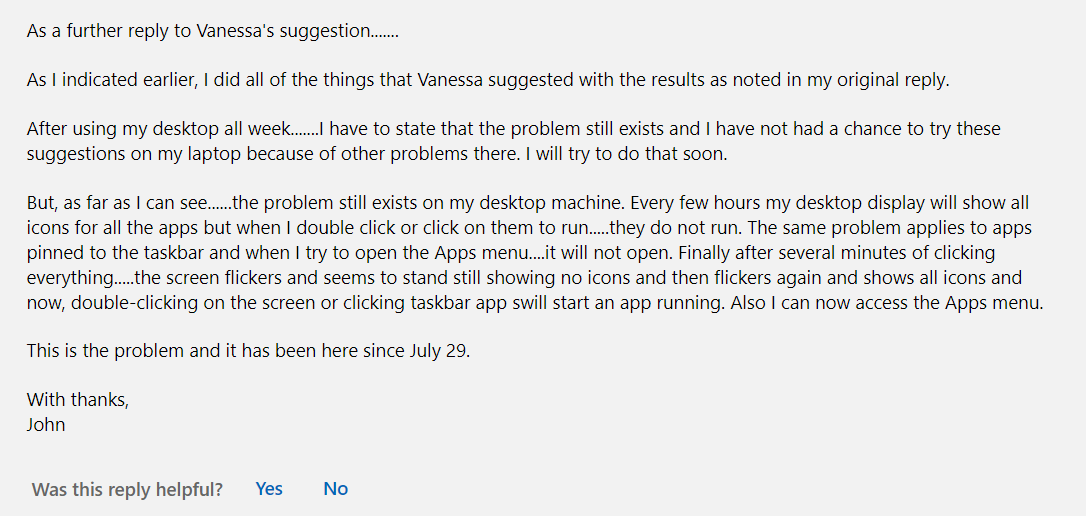 As a further reply to Vanessa's suggestion.......
As I indicated earlier, I did all of the things that Vanessa suggested with the results as noted in my original reply.
After using my desktop all week.......I have to state that the problem still exists and I have not had a chance to try these
suggestions on my laptop because of other problems there. I will try to do that soon.
But, as far as I can see......the problem still exists on my desktop machine. Every few hours my desktop display will show all
icons for all the apps but when I double click or click on them to run.....they do not run. The same problem applies to apps
pinned to the taskbar and when I try to open the Apps menu....it will not open. Finally after several minutes of clicking
everything.....the screen flickers and seems to stand still showing no icons and then flickers again and shows all icons and
now, double-clicking on the screen or clicking taskbar app swill start an app running. Also I can now access the Apps menu.
This is the problem and it has been here since July 29.
With thanks,
John
Was this reply helpful? Yes No